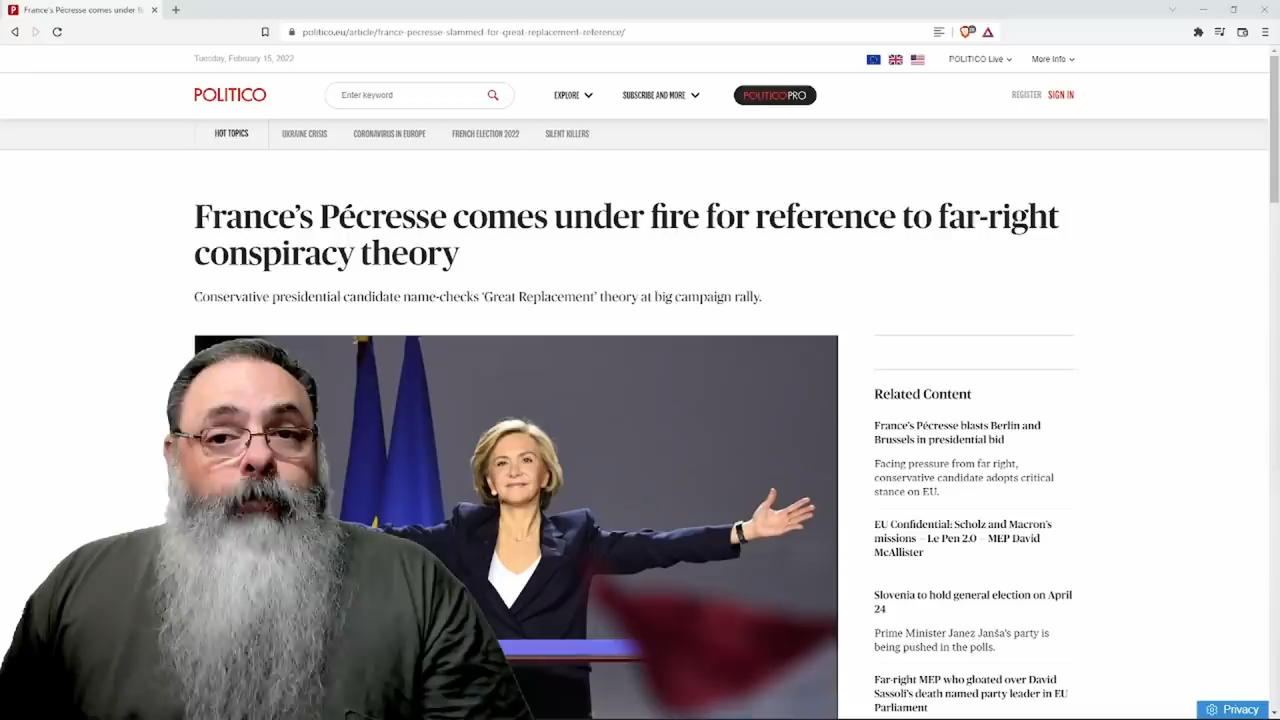 France's Pécresse comes under fi
politico.eu/article/france-pecresse-slammed-for-great-replacement-reference/
Tuesday, February 15, 2022
POLITICO Live
More Info
POLITICO
Enter keyword
EXPLORE
SUBSCRIBE AND MORE
POLITICOPRO
REGISTER
SIGN IN
HOT TOPICS
UKRAINE CRISIS
CORONAVIRUS IN EUROPE
FRENCH ELECTION 2022
SILENT KILLERS
France's Pécresse comes under fire for reference to far-right
conspiracy theory
Conservative presidential candidate name-checks 'Great Replacement' theory at big campaign rally.
Related Content
France's Pécresse blasts Berlin and
Brussels in presidential bid
Facing pressure from far right,
conservative candidate adopts critical
stance on EU.
EU Confidential: Scholz and Macron's
missions – Le Pen 2.0 – MEP David
McAllister
Slovenia to hold general election on April
24
Prime Minister Janez Janša's party is
being pushed in the polls.
Far-right MEP who gloated over David
Sassoli's death named party leader in EU
Parliament
Privacy